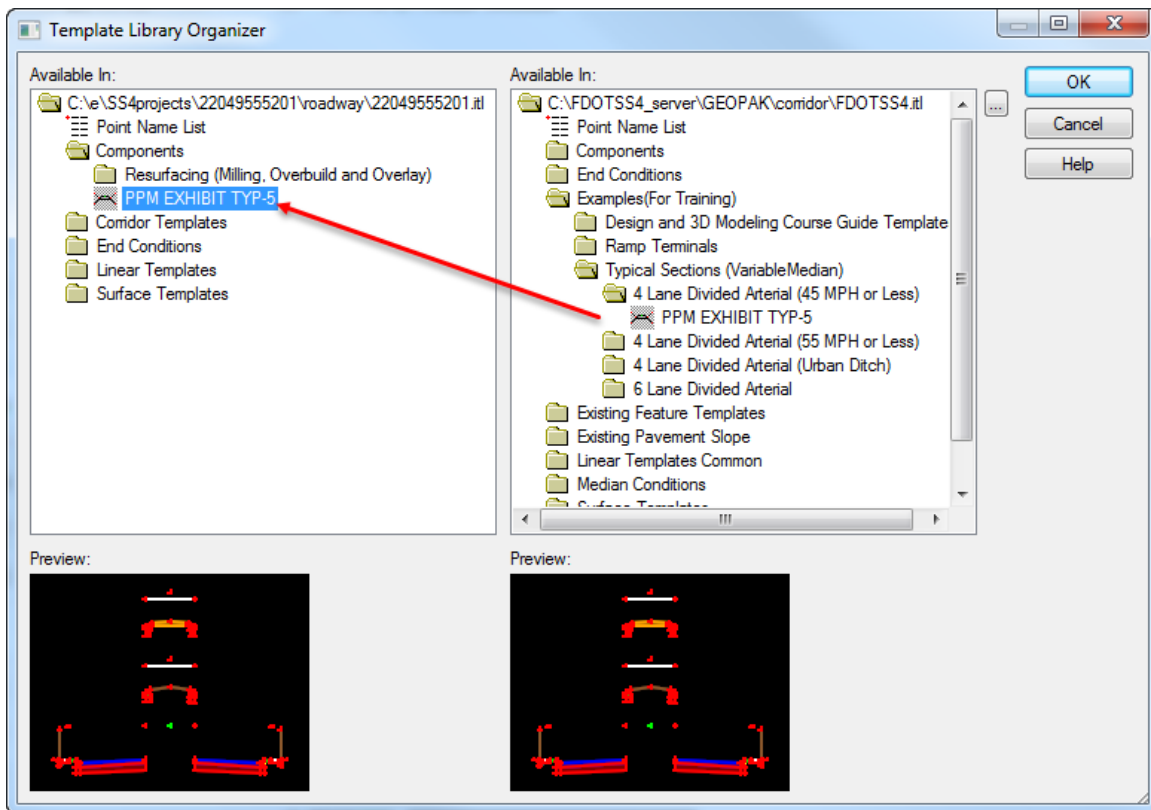 Template Library Organizer
Available In:
C:\e\SS4projects\22049555201\roadway\22049555201.itl
Point Name List
Components
Resurfacing (Milling, Overbuild and Overlay)
PPM EXHIBIT TYP-5
Corridor Templates
End Conditions
Linear Templates
Surface Templates
Available In:
C:\FDOTSS4_server\GEOPAK\corridor\FDOTSS4.itl
Point Name List
Components
End Conditions
Examples(For Training)
Design and 3D Modeling Course Guide Template
Ramp Terminals
Typical Sections (VariableMedian)
4 Lane Divided Arterial (45 MPH or Less)
PPM EXHIBIT TYP-5
4 Lane Divided Arterial (55 MPH or Less)
4 Lane Divided Arterial (Urban Ditch)
6 Lane Divided Arterial
Existing Feature Templates
Existing Pavement Slope
Linear Templates Common
Median Conditions
Surface Templates
...
OK
Cancel
Help
Preview:
Preview: